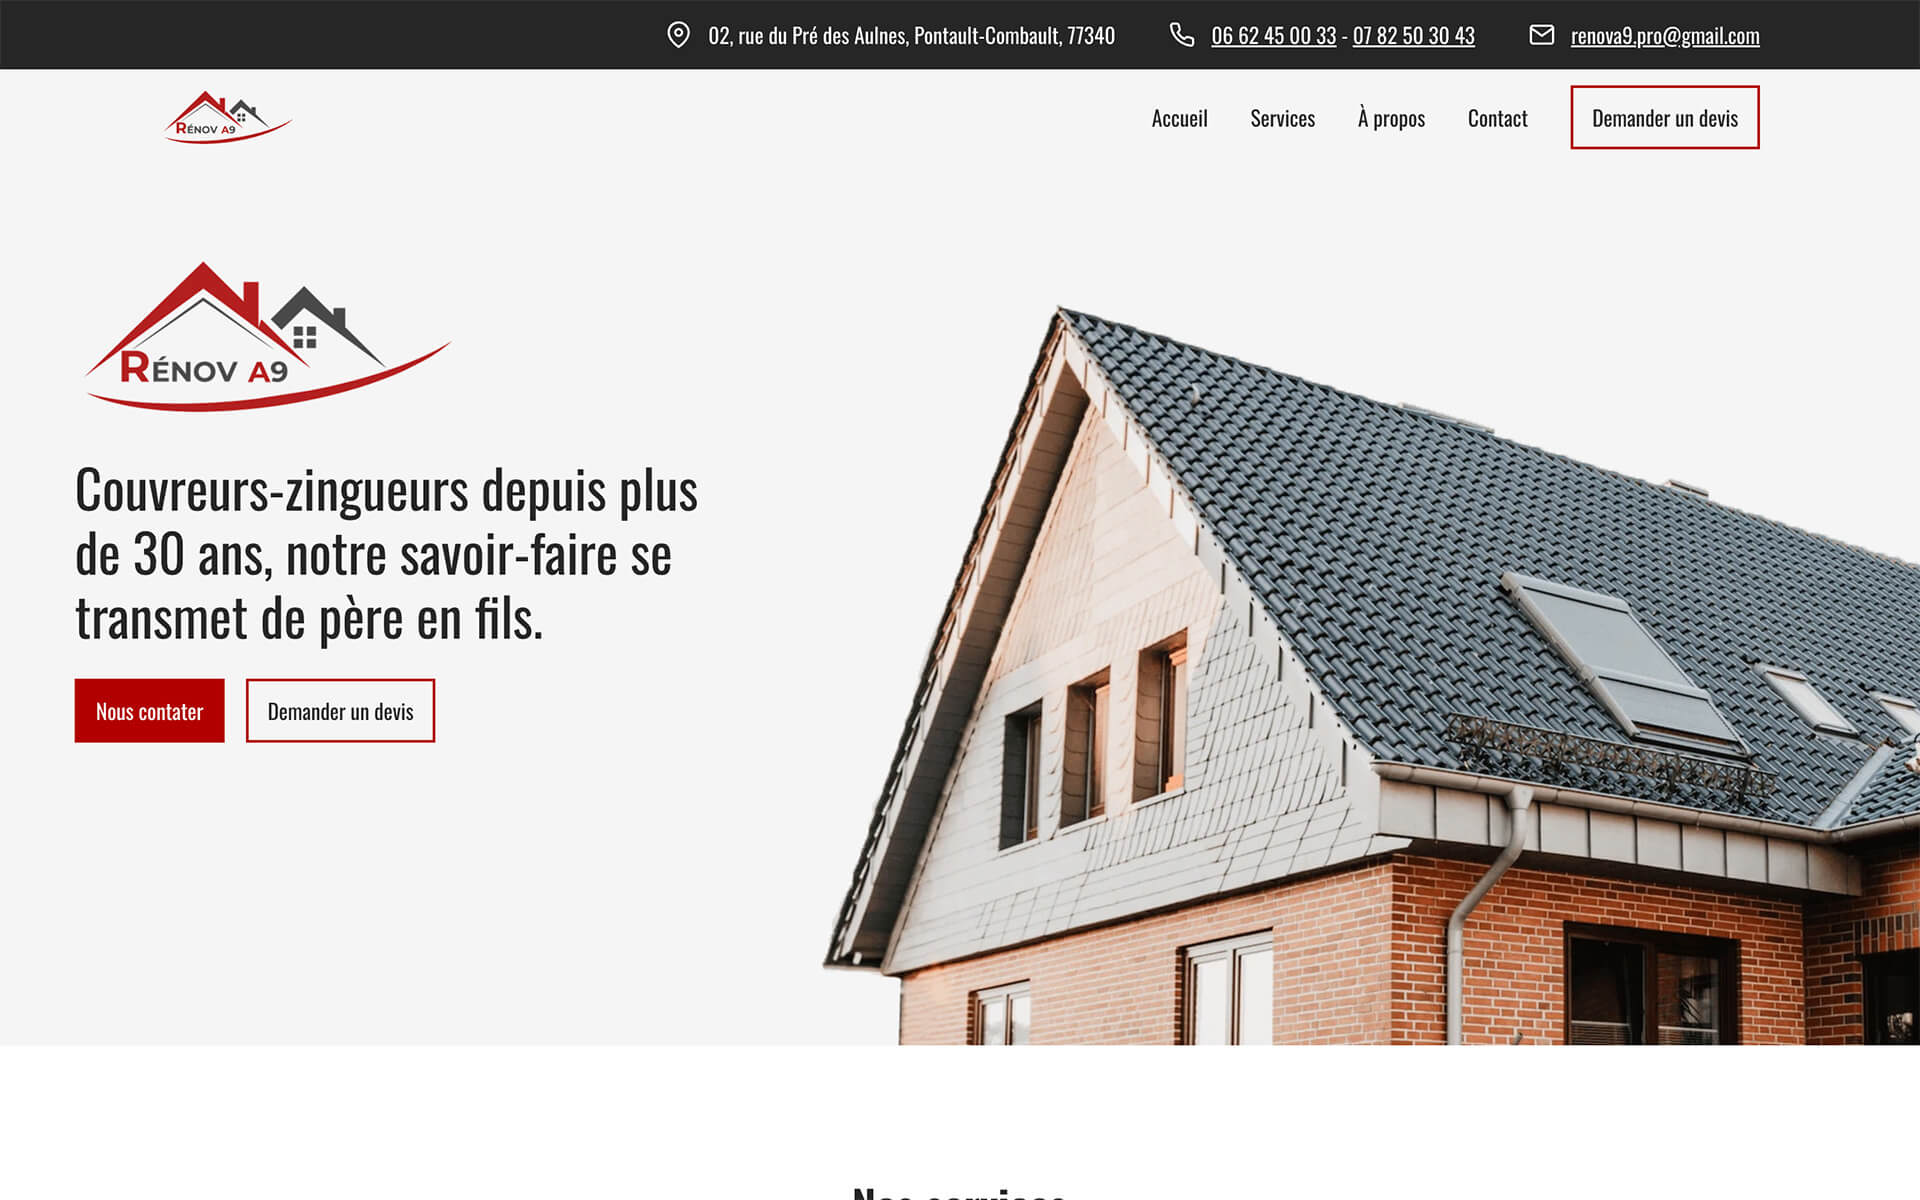 02, rue du Pré des Aulnes, Pontault-Combault, 77340
06 62 45 00 33 - 07 82 50 30 43
renova9.pro@gmail.com
RÉNOV A9
Accueil
Services
À propos
Contact
Demander un devis
RÉNOV A9
Couvreurs-zingueurs depuis plus
de 30 ans, notre savoir-faire se
transmet de père en fils.
Nous contater
Demander un devis
Nos services